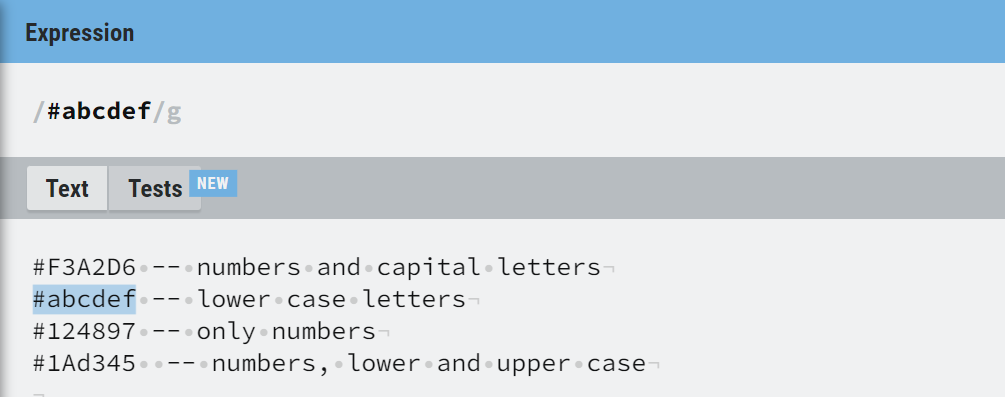 Expression
/#abcdef/g
Text Tests NEW
#F3A2D6 -- numbers and capital letters
#abcdef -- lower case letters
#124897 -- only numbers
#1Ad345  -- numbers, lower and upper case